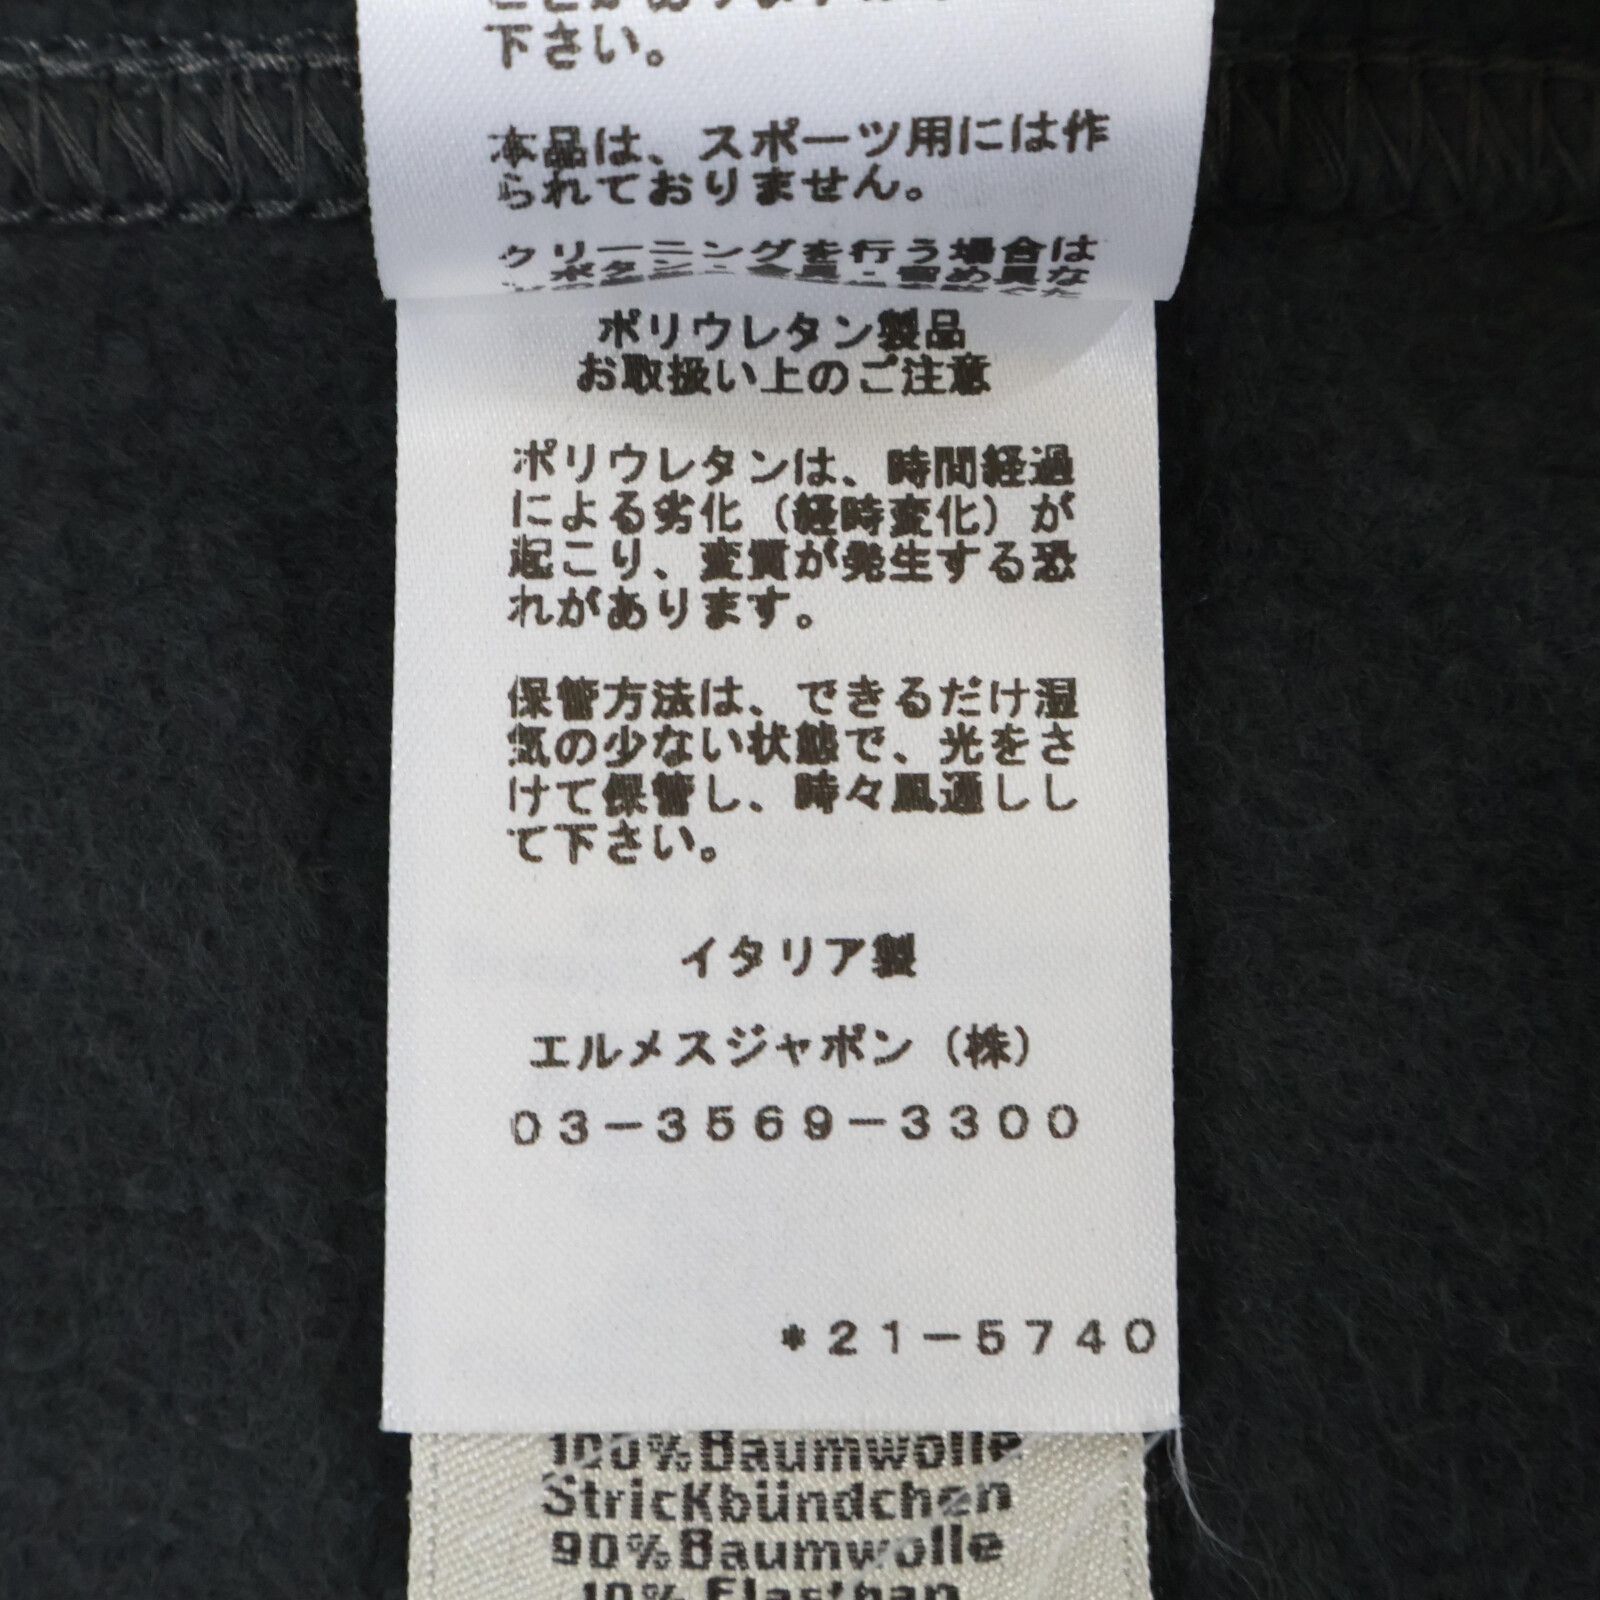 下さい。
本品は、スポーツ用には作
られておりません。
クリーニングを行う場合は
ポリウレタン製品
お取扱い上のご注意
ポリウレタンは、時間経過
による劣化（経時変化）が
起こり、変質が発生する恐
れがあります。
保管方法は、できるだけ湿
気の少ない状態で、光をさ
けて保管し、時々風通しし
て下さい。
イタリア製
エルメスジャポン（株）
03-3569-3300
*21-5740
100%Baumwolle
Strickbündchen
90%Baumwolle
10% Elasthan